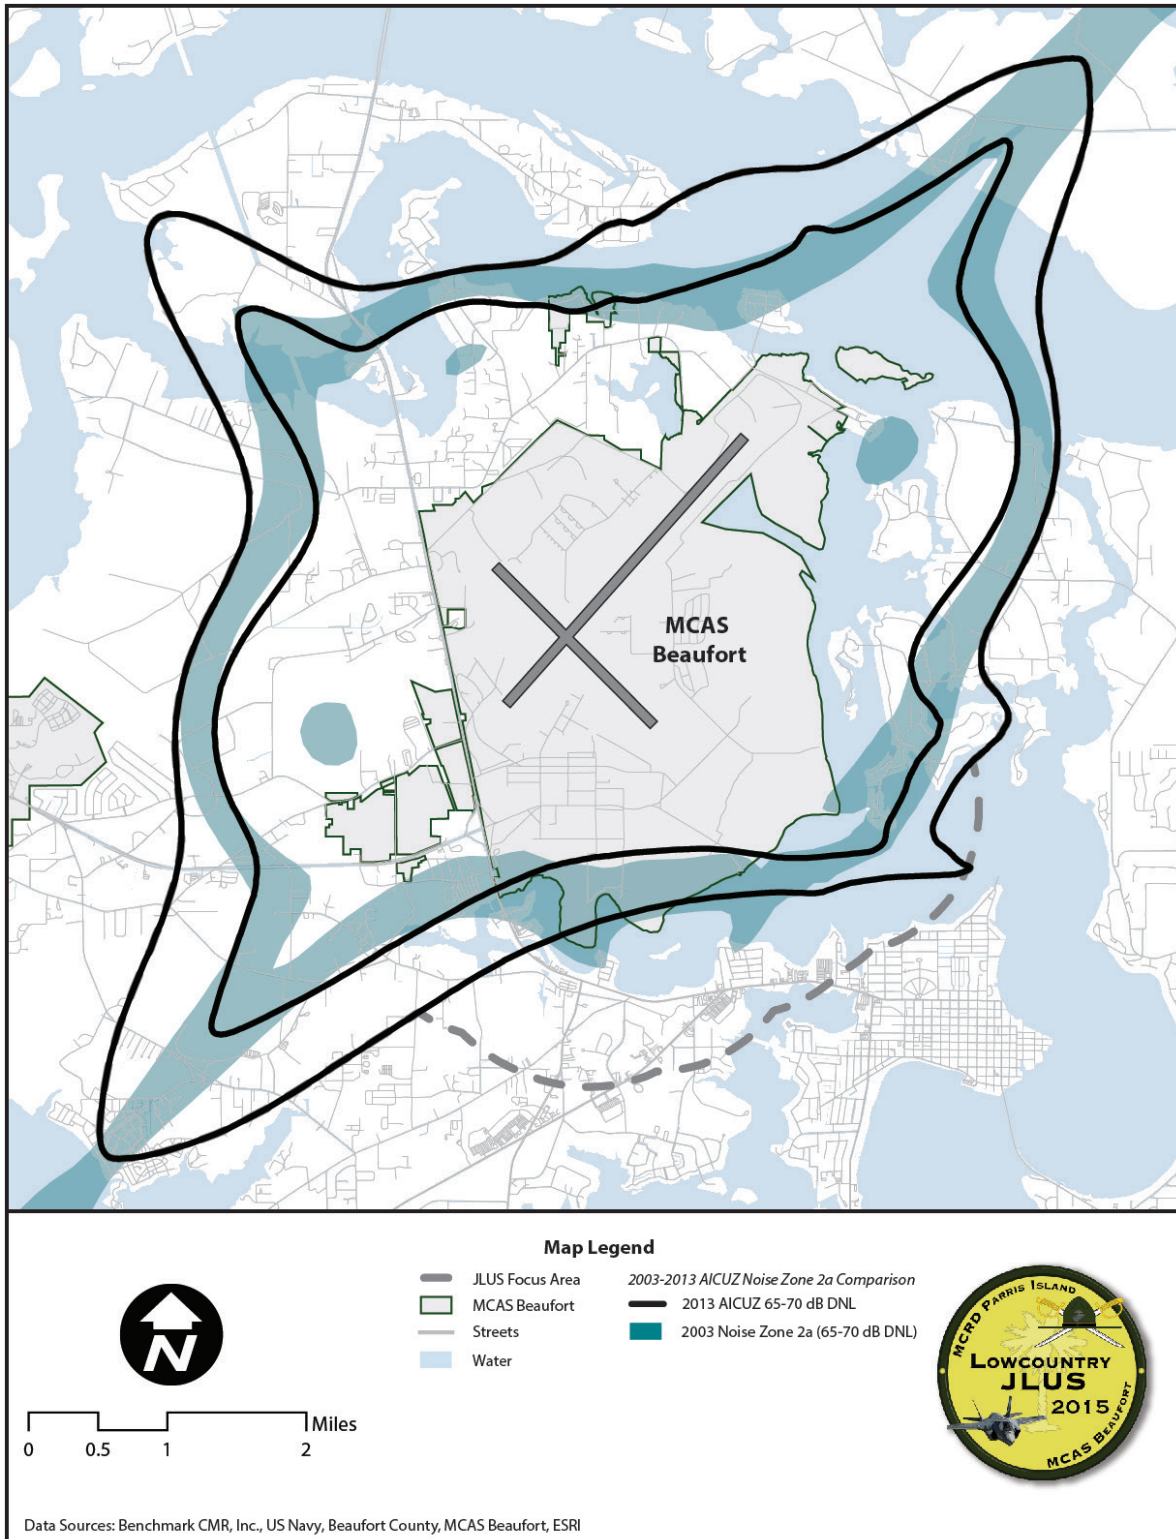 MCAS
Beaufort
Map Legend
JLUS Focus Area
MCAS Beaufort
Streets
Water
2003-2013 AICUZ Noise Zone 2a Comparison
2013 AICUZ 65-70 dB DNL
2003 Noise Zone 2a (65-70 dB DNL)
N
Miles
0 0.5 1 2
MCRD PARRIS ISLAND
LOWCOUNTRY
JLUS
2015
MCAS BEAUFORT
Data Sources: Benchmark CMR, Inc., US Navy, Beaufort County, MCAS Beaufort, ESRI